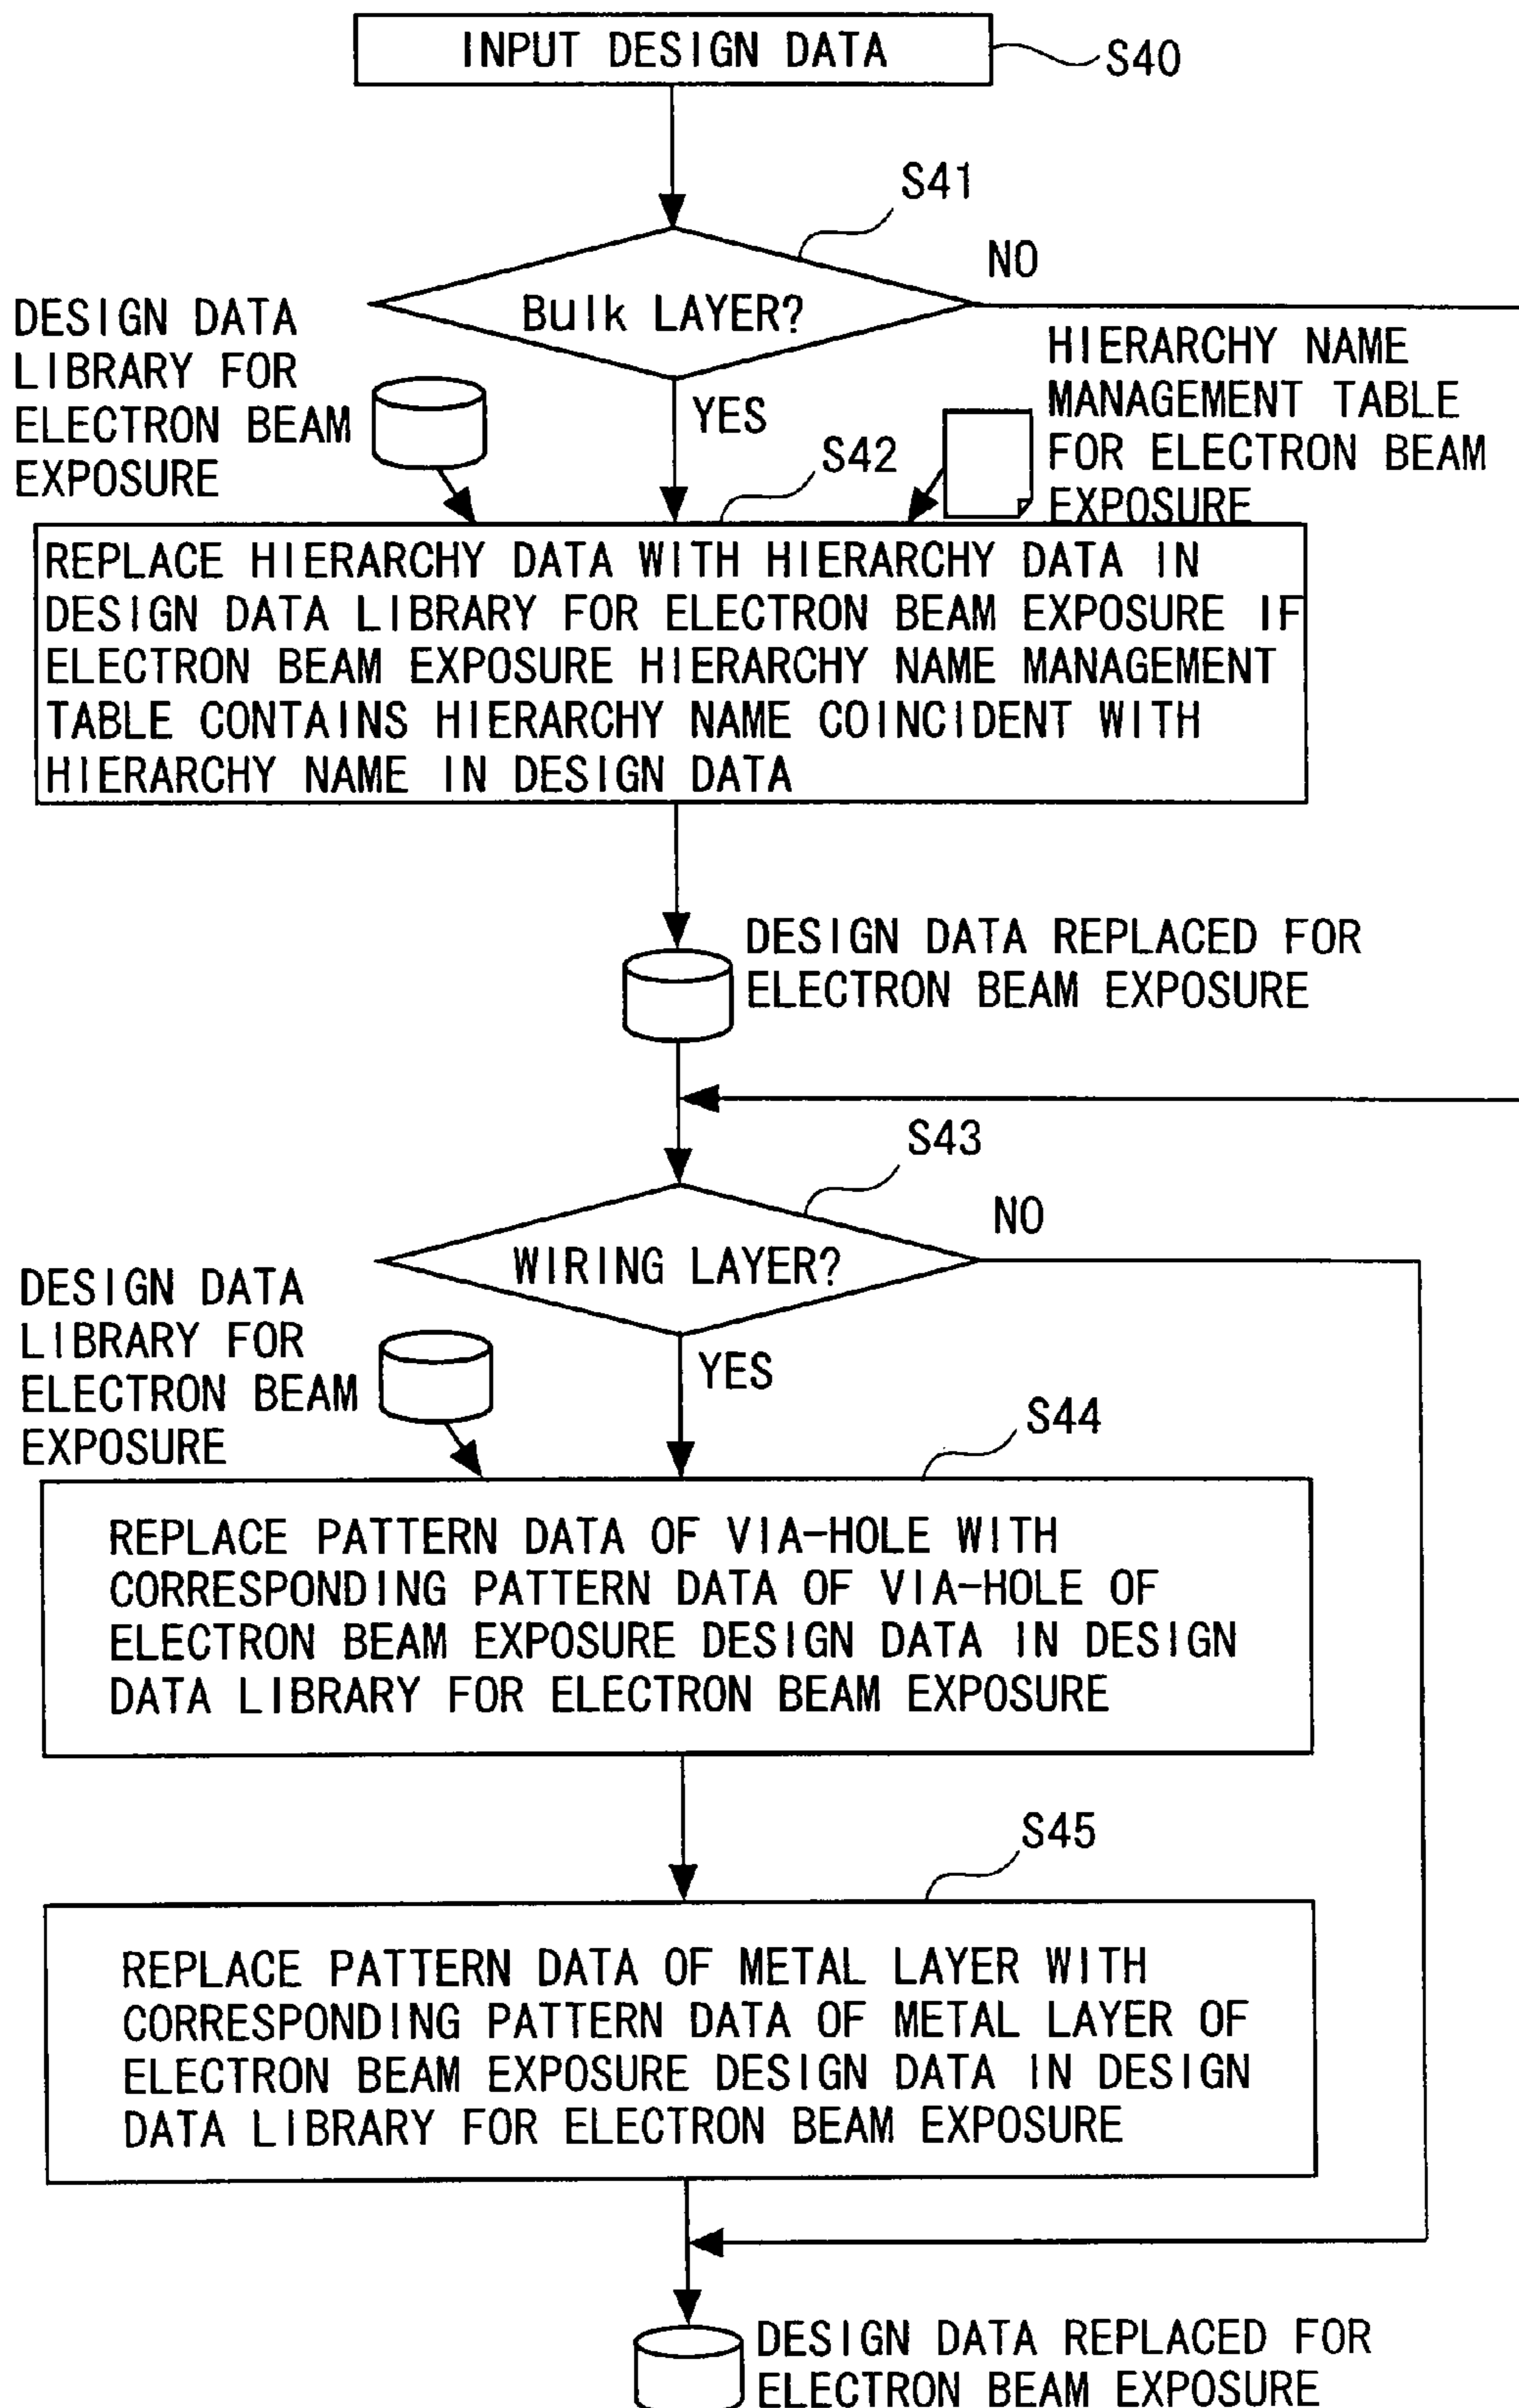 INPUT DESIGN DATA
S40
S41
NO
Bulk LAYER?
DESIGN DATA
LIBRARY FOR
ELECTRON BEAM
EXPOSURE
YES
HIERARCHY NAME
MANAGEMENT TABLE
FOR ELECTRON BEAM
EXPOSURE
S42
REPLACE HIERARCHY DATA WITH HIERARCHY DATA IN
DESIGN DATA LIBRARY FOR ELECTRON BEAM EXPOSURE IF
ELECTRON BEAM EXPOSURE HIERARCHY NAME MANAGEMENT
TABLE CONTAINS HIERARCHY NAME COINCIDENT WITH
HIERARCHY NAME IN DESIGN DATA
DESIGN DATA REPLACED FOR
ELECTRON BEAM EXPOSURE
S43
NO
WIRING LAYER?
DESIGN DATA
LIBRARY FOR
ELECTRON BEAM
EXPOSURE
YES
S44
REPLACE PATTERN DATA OF VIA-HOLE WITH
CORRESPONDING PATTERN DATA OF VIA-HOLE OF
ELECTRON BEAM EXPOSURE DESIGN DATA IN DESIGN
DATA LIBRARY FOR ELECTRON BEAM EXPOSURE
S45
REPLACE PATTERN DATA OF METAL LAYER WITH
CORRESPONDING PATTERN DATA OF METAL LAYER OF
ELECTRON BEAM EXPOSURE DESIGN DATA IN DESIGN
DATA LIBRARY FOR ELECTRON BEAM EXPOSURE
DESIGN DATA REPLACED FOR
ELECTRON BEAM EXPOSURE